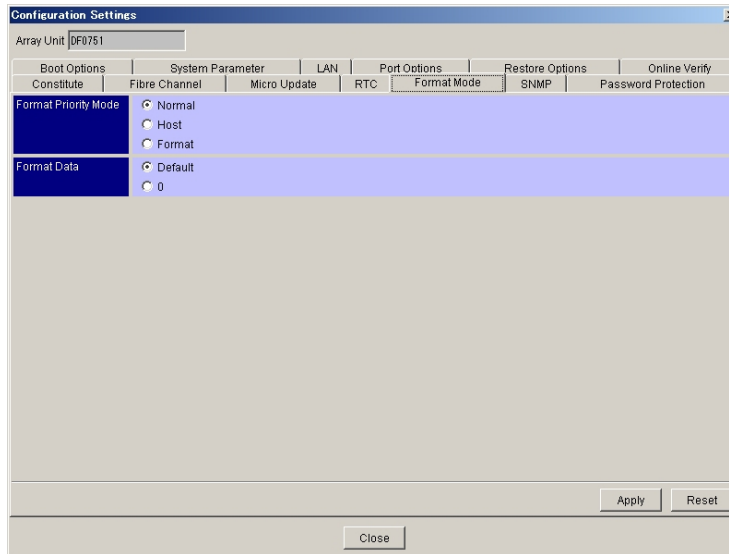 Configuration Settings
Array Unit DF0751
Boot Options System Parameter LAN Port Options Restore Options Online Verify
Constitute Fibre Channel Micro Update RTC Format Mode SNMP Password Protection
Format Priority Mode Normal
Host
Format
Format Data Default
0
Apply Reset
Close